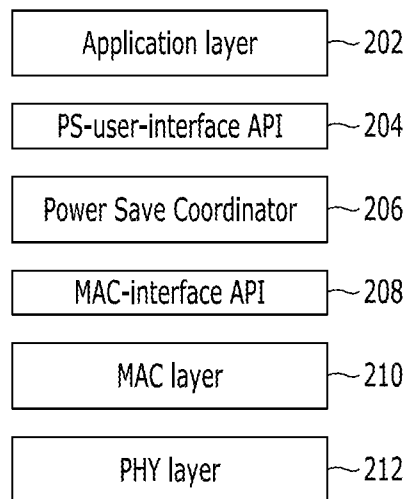 Application layer 202
PS-user-interface API 204
Power Save Coordinator 206
MAC-interface API 208
MAC layer 210
PHY layer 212